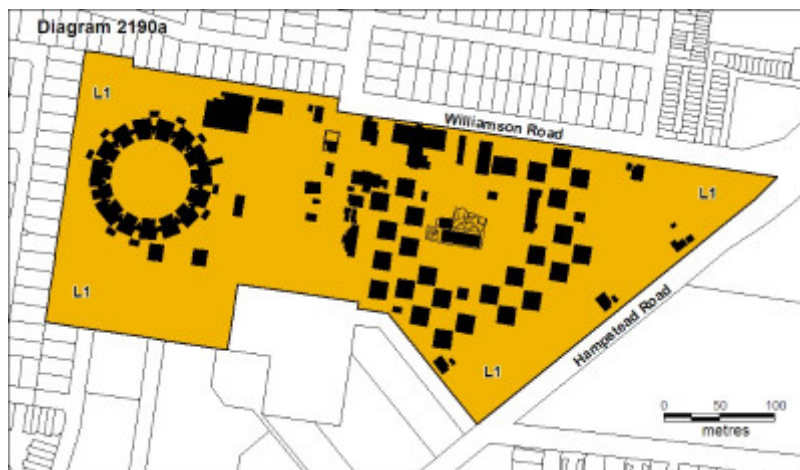 Diagram 2190a
L1
Williamson Road
L1
L1
Hampstead Road
L1
0 50 100
metres